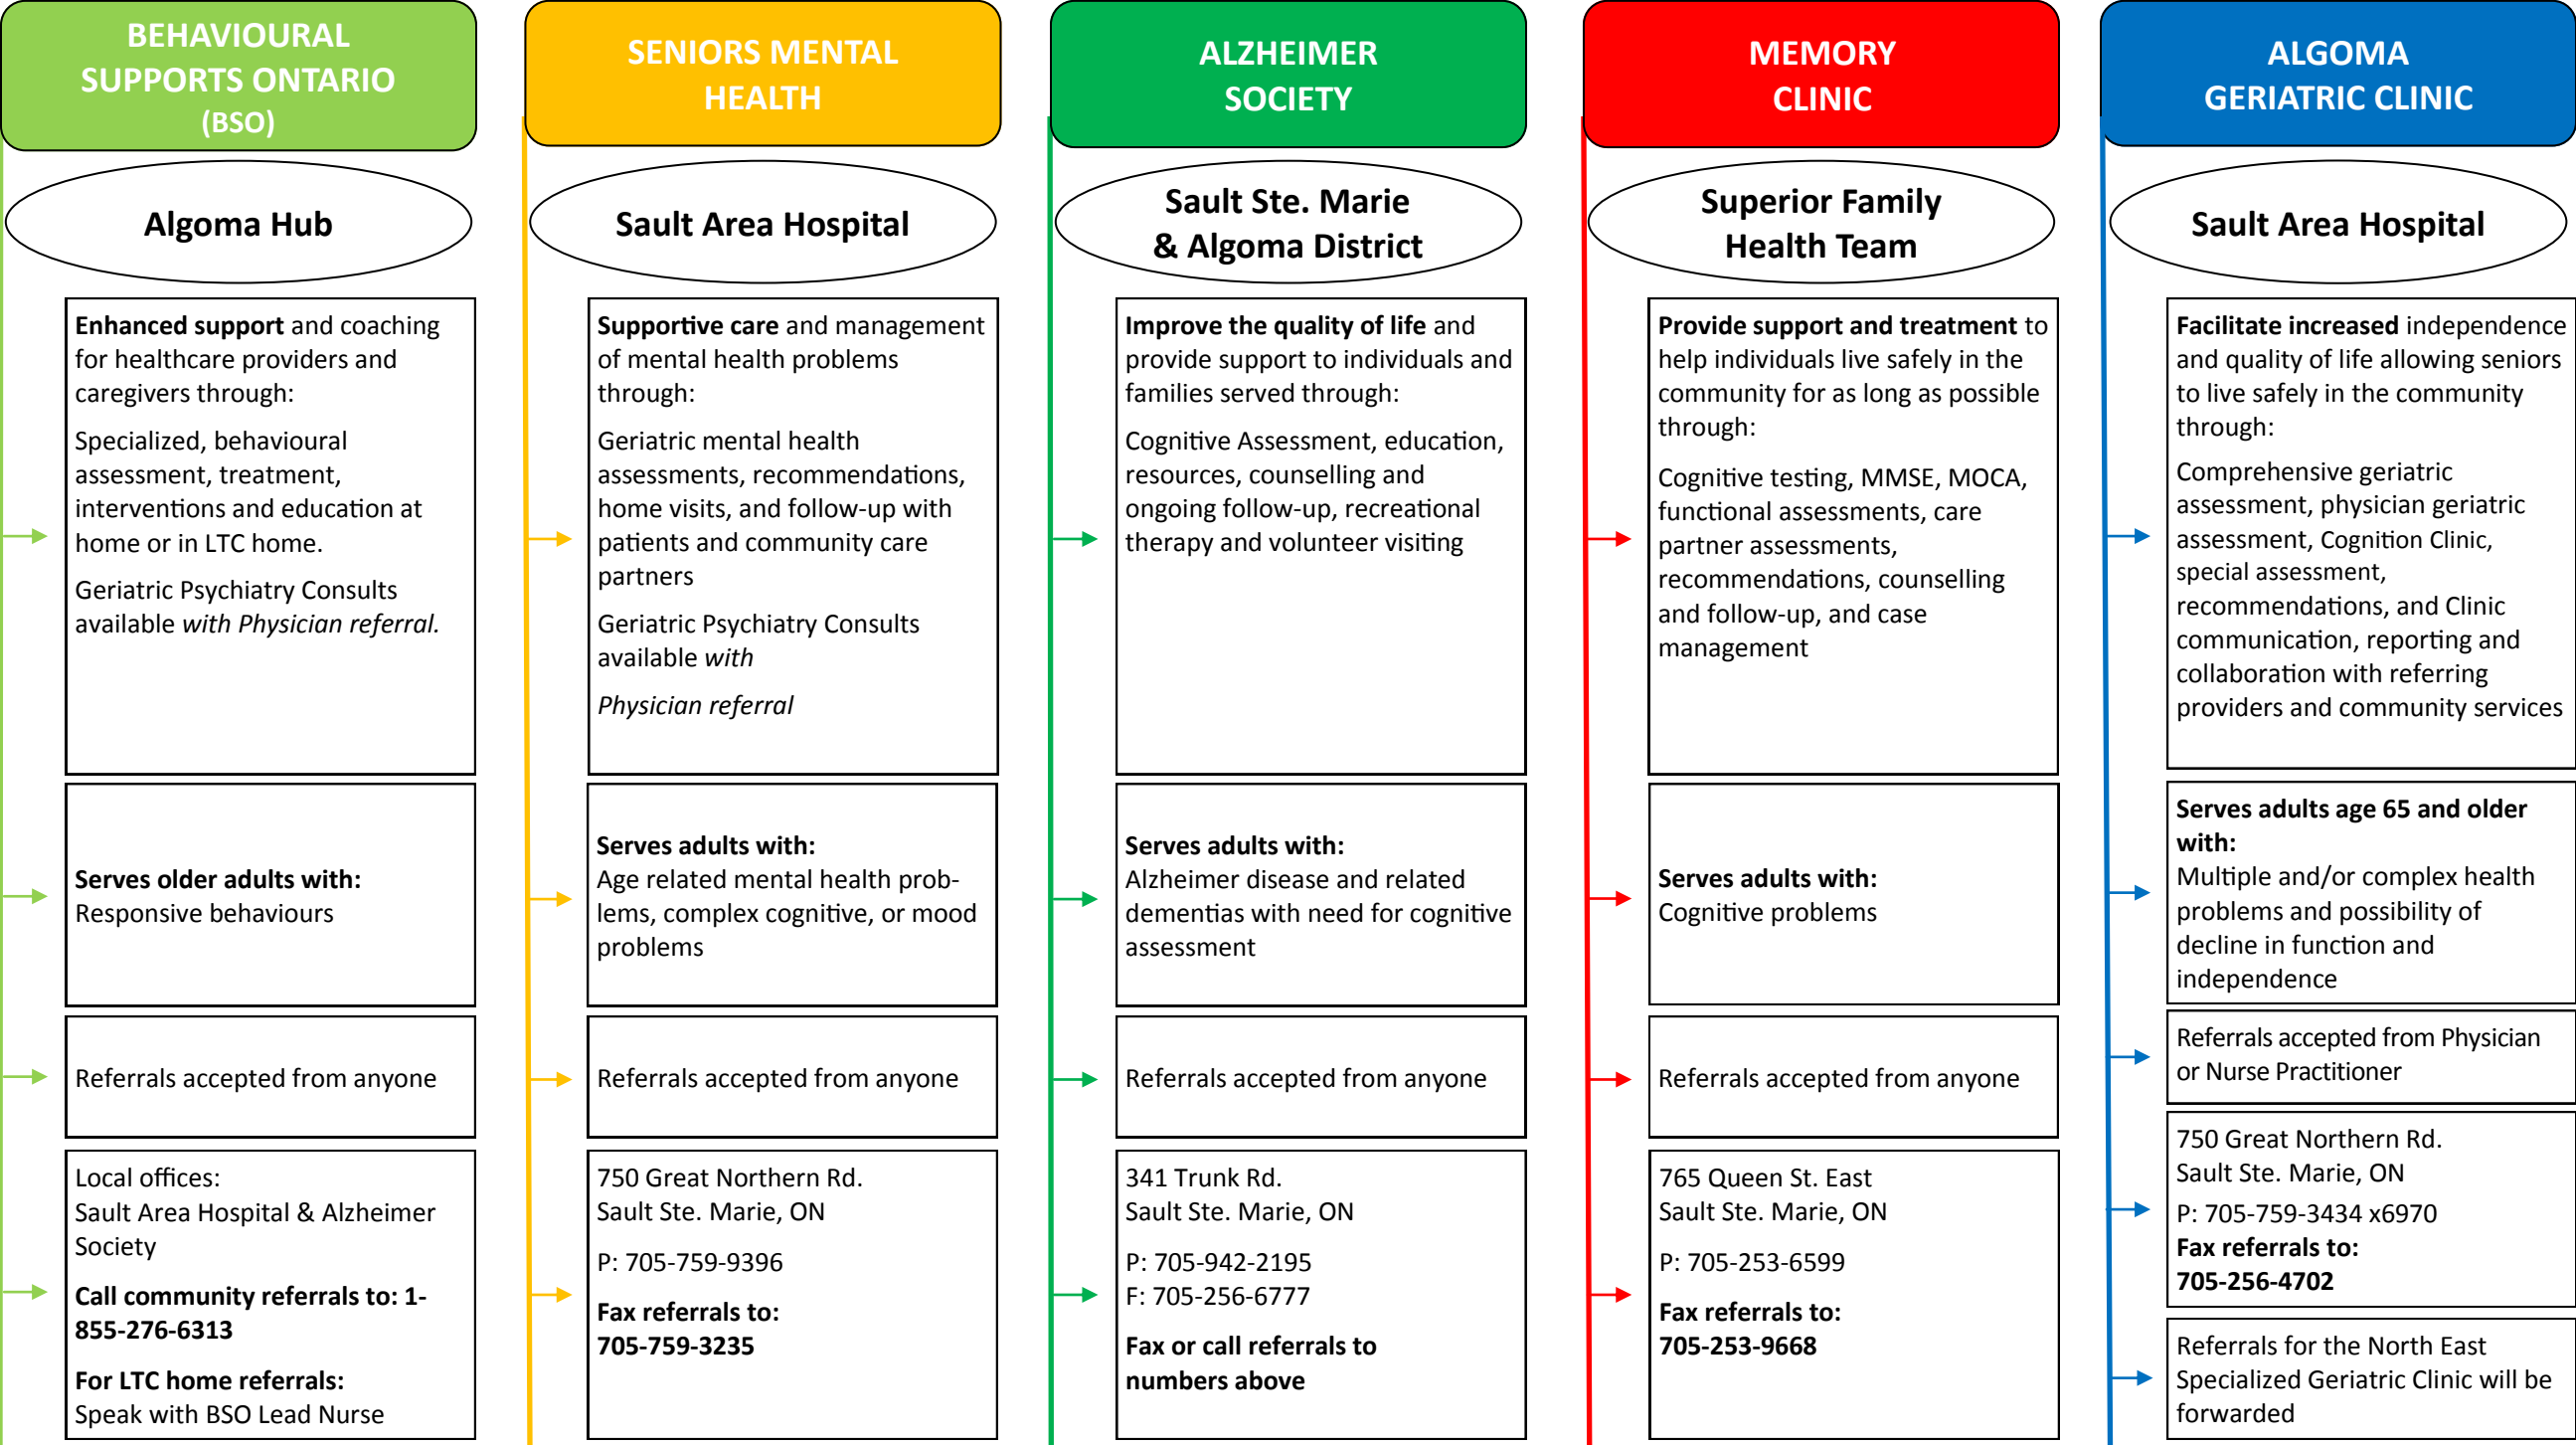 BEHAVIOURAL
SUPPORTS ONTARIO
(BSO)
Algoma Hub
Enhanced support and coaching
for healthcare providers and
caregivers through:
Specialized, behavioural
assessment, treatment,
interventions and education at
home or in LTC home.
Geriatric Psychiatry Consults
available with Physician referral.
Serves older adults with:
Responsive behaviours
Referrals accepted from anyone
Local offices:
Sault Area Hospital & Alzheimer
Society
Call community referrals to: 1-
855-276-6313
For LTC home referrals:
Speak with BSO Lead Nurse
SENIORS MENTAL
HEALTH
Sault Area Hospital
Supportive care and management
of mental health problems
through:
Geriatric mental health
assessments, recommendations,
home visits, and follow-up with
patients and community care
partners
Geriatric Psychiatry Consults
available with
Physician referral
Serves adults with:
Age related mental health prob-
lems, complex cognitive, or mood
problems
Referrals accepted from anyone
750 Great Northern Rd.
Sault Ste. Marie, ON
P: 705-759-9396
Fax referrals to:
705-759-3235
ALZHEIMER
SOCIETY
Sault Ste. Marie
& Algoma District
Improve the quality of life and
provide support to individuals and
families served through:
Cognitive Assessment, education,
resources, counselling and
ongoing follow-up, recreational
therapy and volunteer visiting
Serves adults with:
Alzheimer disease and related
dementias with need for cognitive
assessment
Referrals accepted from anyone
341 Trunk Rd.
Sault Ste. Marie, ON
P: 705-942-2195
F: 705-256-6777
Fax or call referrals to
numbers above
MEMORY
CLINIC
Superior Family
Health Team
Provide support and treatment to
help individuals live safely in the
community for as long as possible
through:
Cognitive testing, MMSE, MOCA,
functional assessments, care
partner assessments,
recommendations, counselling
and follow-up, and case
management
Serves adults with:
Cognitive problems
Referrals accepted from anyone
765 Queen St. East
Sault Ste. Marie, ON
P: 705-253-6599
Fax referrals to:
705-253-9668
ALGOMA
GERIATRIC CLINIC
Sault Area Hospital
Facilitate increased independence
and quality of life allowing seniors
to live safely in the community
through:
Comprehensive geriatric
assessment, physician geriatric
assessment, Cognition Clinic,
special assessment,
recommendations, and Clinic
communication, reporting and
collaboration with referring
providers and community services
Serves adults age 65 and older
with:
Multiple and/or complex health
problems and possibility of
decline in function and
independence
Referrals accepted from Physician
or Nurse Practitioner
750 Great Northern Rd.
Sault Ste. Marie, ON
P: 705-759-3434 x6970
Fax referrals to:
705-256-4702
Referrals for the North East
Specialized Geriatric Clinic will be
forwarded